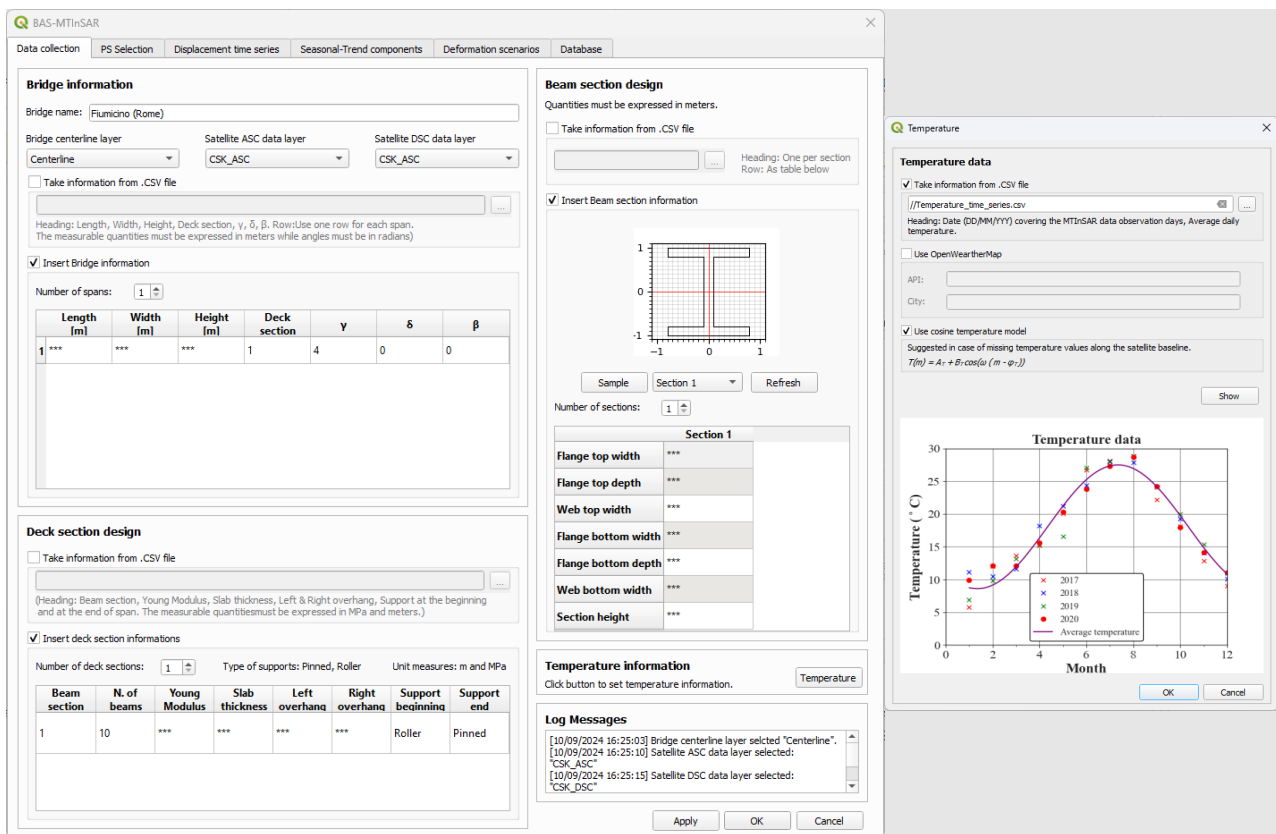 BAS-MTInSAR
Data collection
PS Selection
Displacement time series
Seasonal-Trend components
Deformation scenarios
Database
Bridge information
Bridge name: Fiumicino (Rome)
Bridge centerline layer
Satellite ASC data layer
Satellite DSC data layer
Centerline
CSK_ASC
CSK_ASC
Take information from .CSV file
...
Heading: Length, Width, Height, Deck section, γ, δ, β. Row:Use one row for each span.
The measurable quantities must be expressed in meters while angles must be in radians)
Insert Bridge information
Number of spans: 1
Length [m] Width [m] Height [m] Deck section γ δ β
1 *** *** *** 1 4 0 0
Deck section design
Take information from .CSV file
...
(Heading: Beam section, Young Modulus, Slab thickness, Left & Right overhang, Support at the beginning
and at the end of span. The measurable quantitiesmust be expressed in MPa and meters.)
Insert deck section informations
Number of deck sections: 1 Type of supports: Pinned, Roller Unit measures: m and MPa
Beam section N. of beams Young Modulus Slab thickness Left overhang Right overhang Support beginning Support end
1 10 *** *** *** *** Roller Pinned
Beam section design
Quantities must be expressed in meters.
Take information from .CSV file
...
Heading: One per section
Row: As table below
Insert Beam section information
1
0
-1
−1 0 1
Sample
Section 1
Refresh
Number of sections: 1
Section 1
Flange top width ***
Flange top depth ***
Web top width ***
Flange bottom width ***
Flange bottom depth ***
Web bottom width ***
Section height ***
Temperature information
Click button to set temperature information.
Temperature
Log Messages
[10/09/2024 16:25:03] Bridge centerline layer selcted "Centerline".
[10/09/2024 16:25:10] Satellite ASC data layer selected:
"CSK_ASC"
[10/09/2024 16:25:15] Satellite DSC data layer selected:
"CSK_DSC"
Apply
OK
Cancel
Temperature
Temperature data
Take information from .CSV file
//Temperature_time_series.csv
...
Heading: Date (DD/MM/YYY) covering the MTInSAR data observation days, Average daily
temperature.
Use OpenWeartherMap
API:
City:
Use cosine temperature model
Suggested in case of missing temperature values along the satellite baseline.
T(m) = A_T + B_T cos(ω ( m - φ_T))
Show
Temperature data
Temperature (°C)
30
25
20
15
10
5
0
2017
2018
2019
2020
Average temperature
0 2 4 6 8 10 12
Month
OK
Cancel